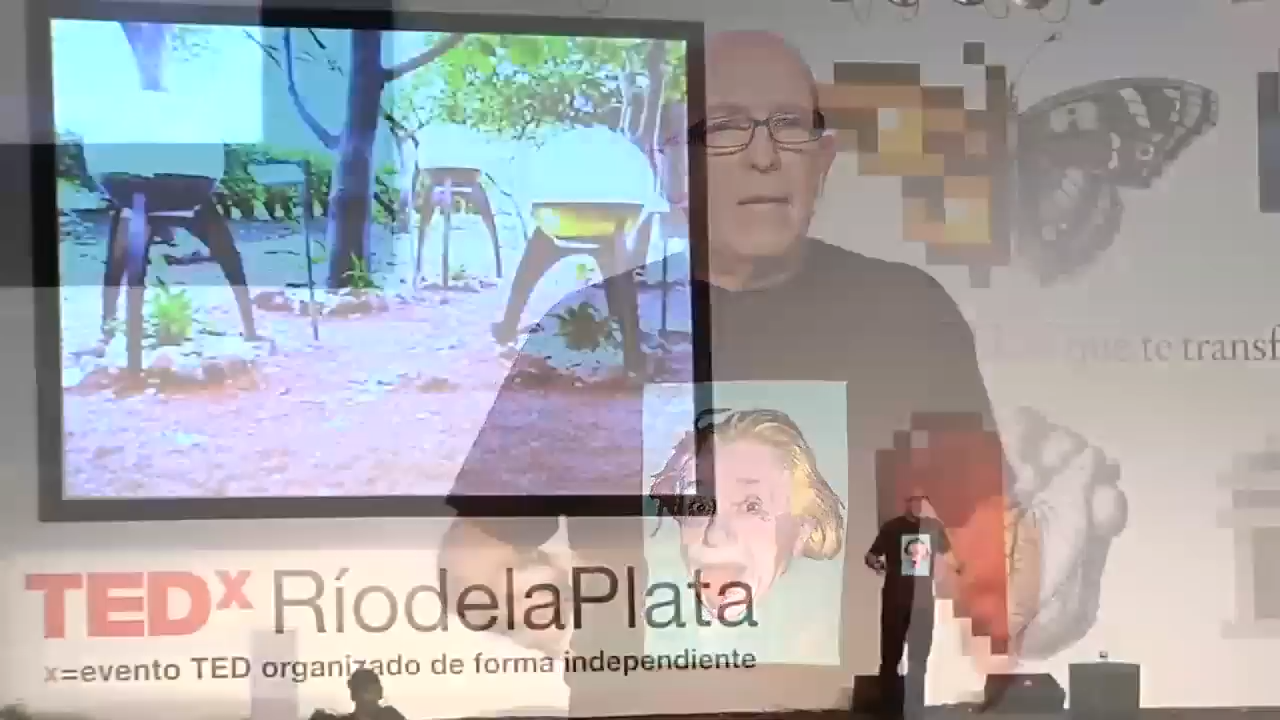 que te transf
TEDx RíodelaPlata
x=evento TED organizado de forma independiente